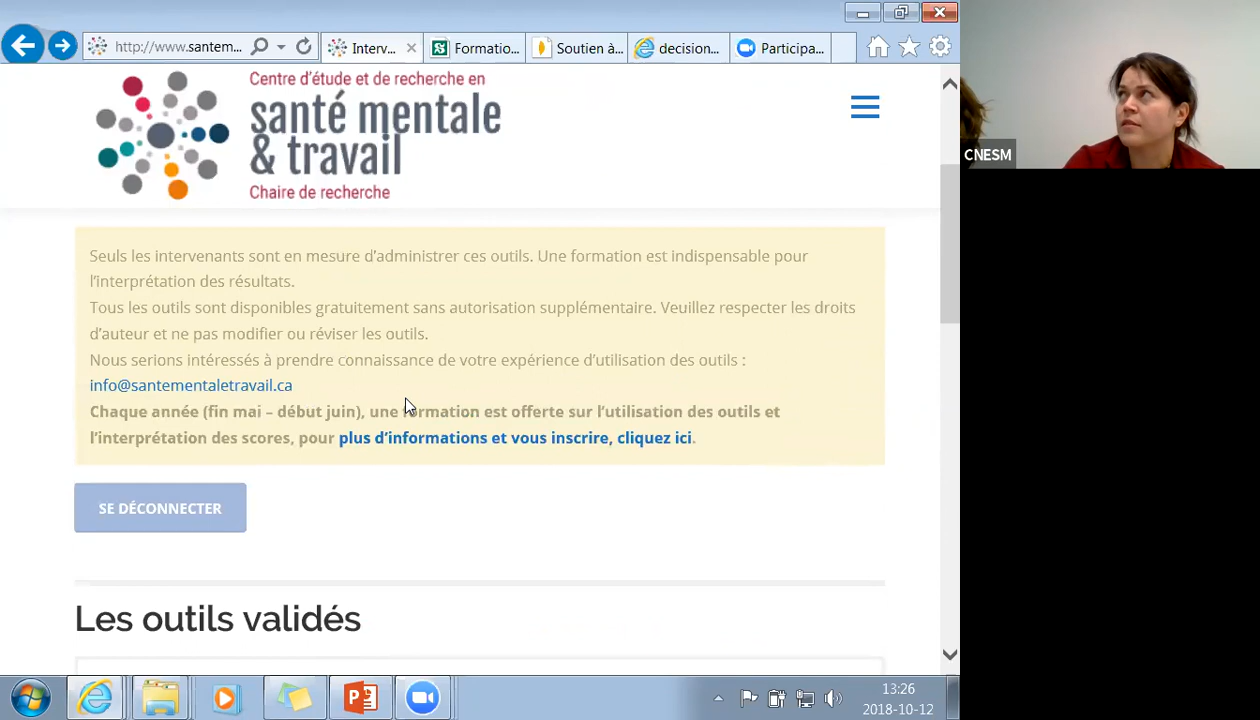 http://www.santem...
Interv...
Formatio...
Soutien à...
decision...
Participa...
Centre d'étude et de recherche en
santé mentale
& travail
Chaire de recherche
CNESM
Seuls les intervenants sont en mesure d'administrer ces outils. Une formation est indispensable pour
l'interprétation des résultats.
Tous les outils sont disponibles gratuitement sans autorisation supplémentaire. Veuillez respecter les droits
d'auteur et ne pas modifier ou réviser les outils.
Nous serions intéressés à prendre connaissance de votre expérience d'utilisation des outils :
info@santementaletravail.ca
Chaque année (fin mai – début juin), une formation est offerte sur l'utilisation des outils et
l'interprétation des scores, pour plus d'informations et vous inscrire, cliquez ici.
SE DÉCONNECTER
Les outils validés
13:26
2018-10-12